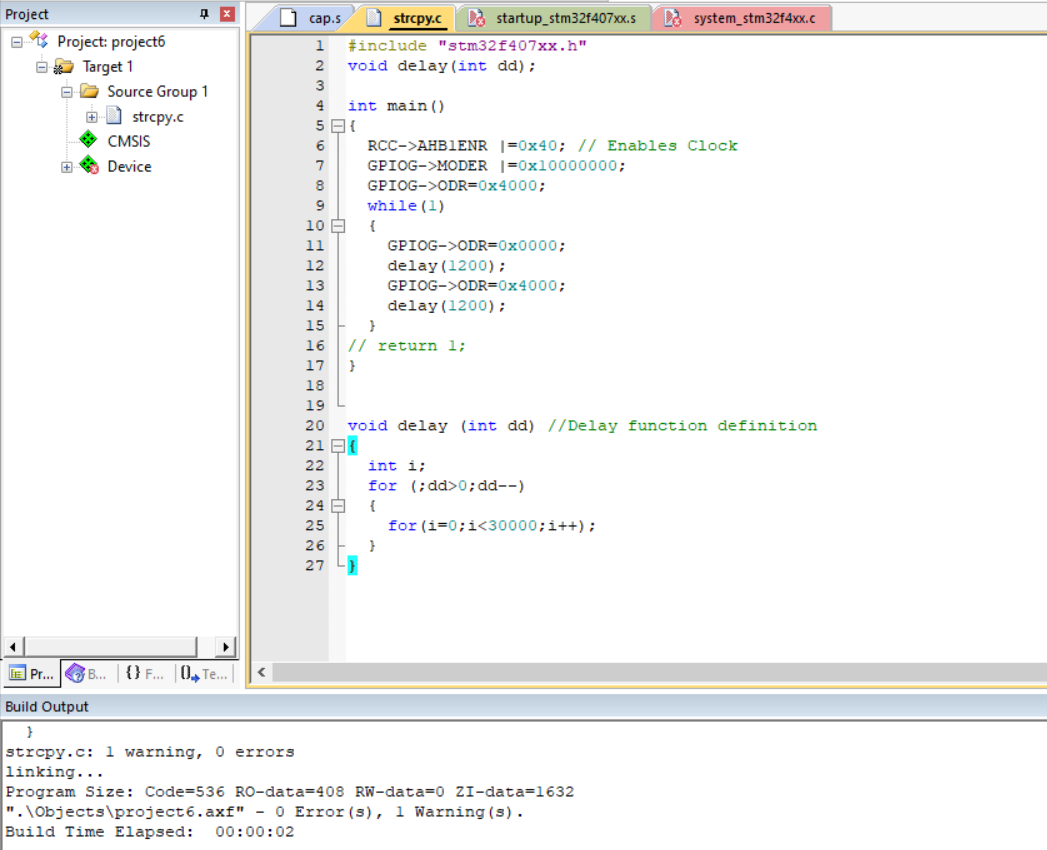 Project
Project: project6
Target 1
Source Group 1
strcpy.c
CMSIS
Device
Pr... B... {} F... 0 Te...
cap.s strcpy.c startup_stm32f407xx.s system_stm32f4xx.c
1 #include "stm32f407xx.h"
2 void delay(int dd);
3
4 int main()
5 {
6 RCC->AHB1ENR |=0x40; // Enables Clock
7 GPIOG->MODER |=0x10000000;
8 GPIOG->ODR=0x4000;
9 while(1)
10 {
11 GPIOG->ODR=0x0000;
12 delay(1200);
13 GPIOG->ODR=0x4000;
14 delay(1200);
15 }
16 // return 1;
17 }
18
19
20 void delay (int dd) //Delay function definition
21 {
22 int i;
23 for (;dd>0;dd--)
24 {
25 for(i=0;i<30000;i++);
26 }
27 }
Build Output
}
strcpy.c: 1 warning, 0 errors
linking...
Program Size: Code=536 RO-data=408 RW-data=0 ZI-data=1632
".\Objects\project6.axf" - 0 Error(s), 1 Warning(s).
Build Time Elapsed: 00:00:02